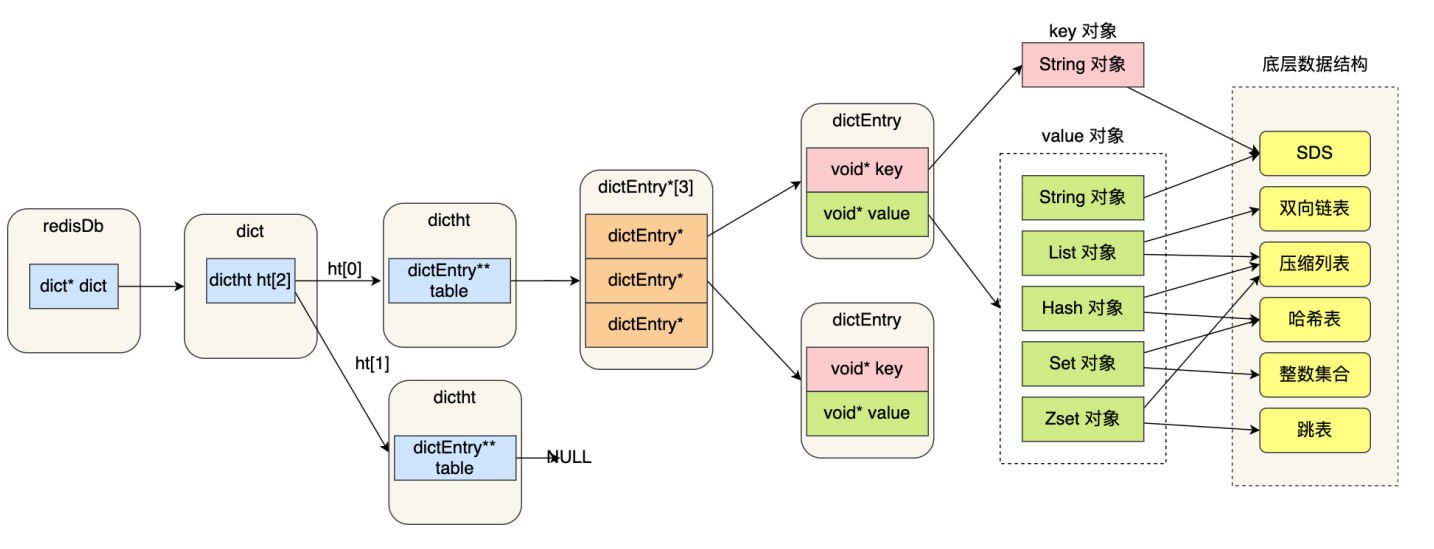 redisDb
dict* dict
dict
dictht ht[2]
ht[0]
ht[1]
dictht
dictEntry**
table
dictht
dictEntry**
table
NULL
dictEntry*[3]
dictEntry*
dictEntry*
dictEntry*
dictEntry
void* key
void* value
dictEntry
void* key
void* value
key 对象
String 对象
value 对象
String 对象
List 对象
Hash 对象
Set 对象
Zset 对象
底层数据结构
SDS
双向链表
压缩列表
哈希表
整数集合
跳表